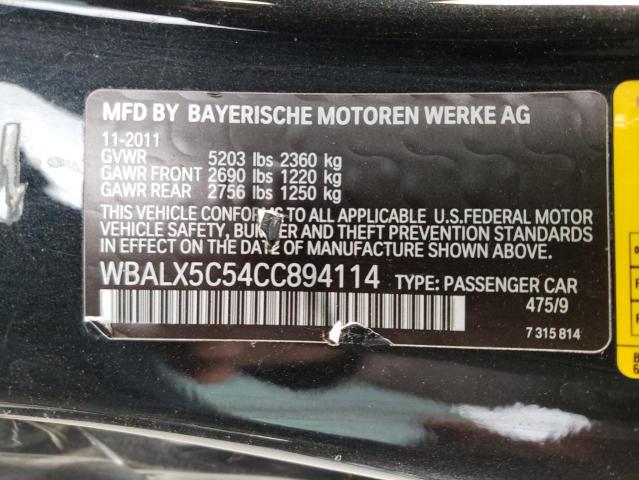 MFD BY BAYERISCHE MOTOREN WERKE AG
11-2011
GVWR 5203 lbs 2360 kg
GAWR FRONT 2690 lbs 1220 kg
GAWR REAR 2756 lbs 1250 kg
THIS VEHICLE CONFORMS TO ALL APPLICABLE U.S.FEDERAL MOTOR
VEHICLE SAFETY, BUMPER AND THEFT PREVENTION STANDARDS
IN EFFECT ON THE DATE OF MANUFACTURE SHOWN ABOVE.
WBALX5C54CC894114 TYPE: PASSENGER CAR
475/9
7 315 814